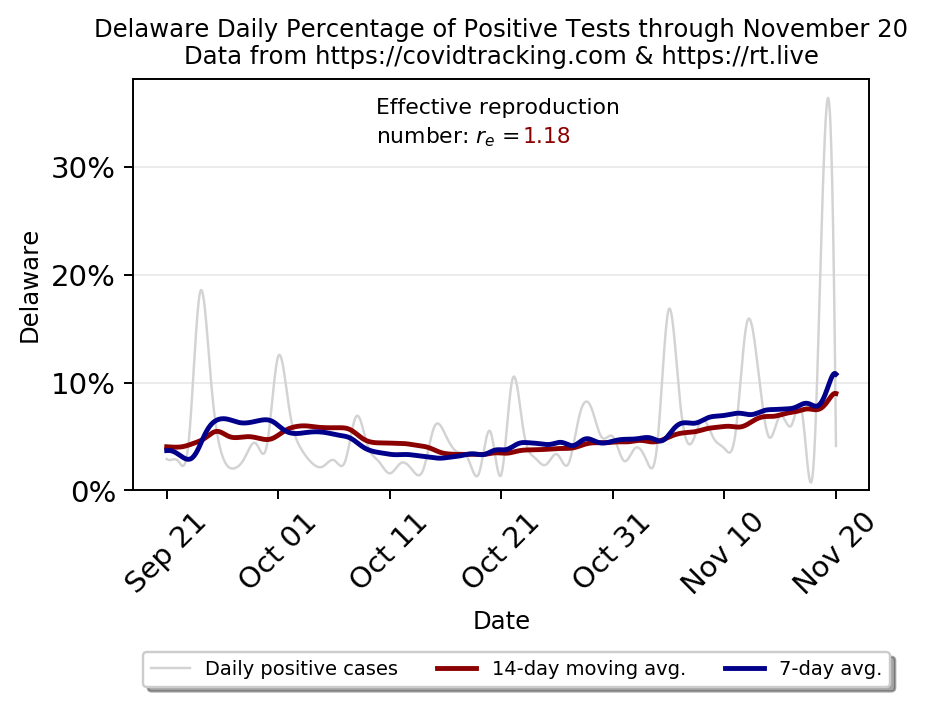 Delaware Daily Percentage of Positive Tests through November 20
Data from https://covidtracking.com & https://rt.live
Effective reproduction
number: rₑ =1.18
30%
20%
10%
0%
Delaware
Sep 21
Oct 01
Oct 11
Oct 21
Oct 31
Nov 10
Nov 20
Date
Daily positive cases
14-day moving avg.
7-day avg.